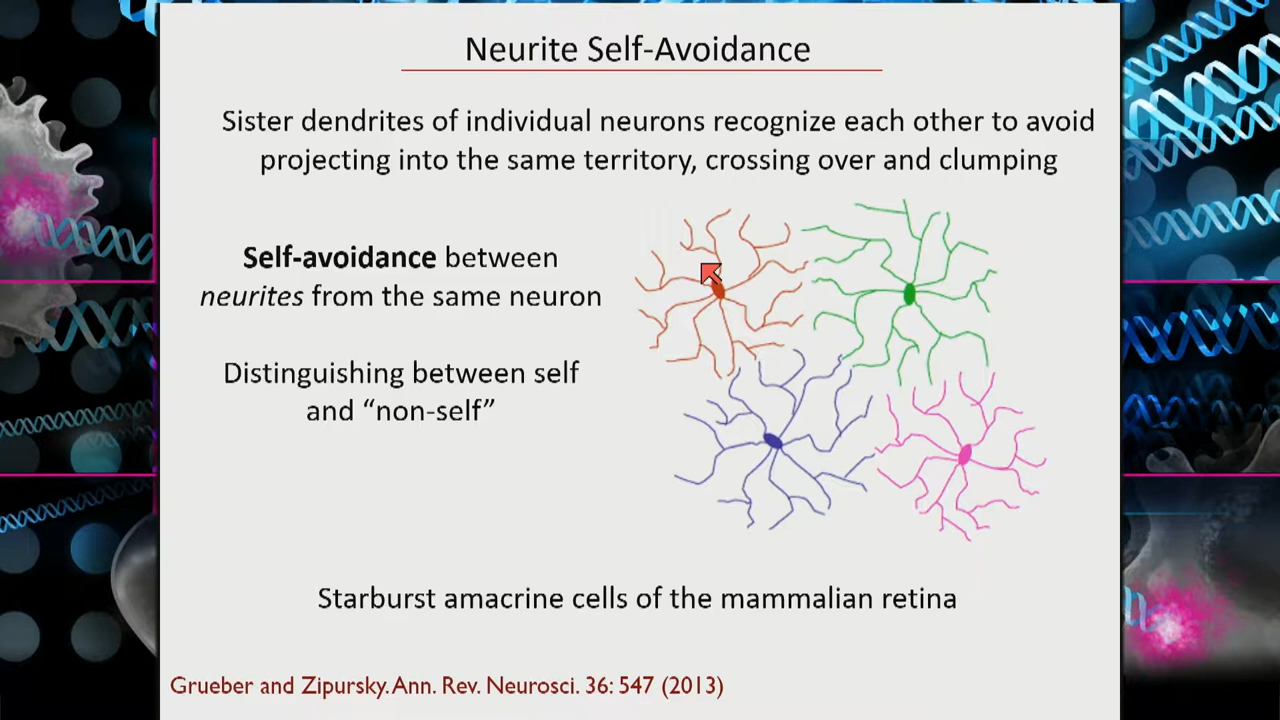 Neurite Self-Avoidance
Sister dendrites of individual neurons recognize each other to avoid
projecting into the same territory, crossing over and clumping
Self-avoidance between
neurites from the same neuron
Distinguishing between self
and “non-self”
Starburst amacrine cells of the mammalian retina
Grueber and Zipursky. Ann. Rev. Neurosci. 36: 547 (2013)